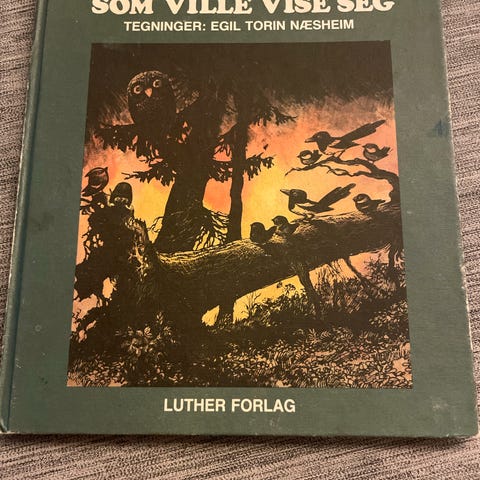 SOM VILLE VISE SEG
TEGNINGER: EGIL TORIN NÆSHEIM
LUTHER FORLAG